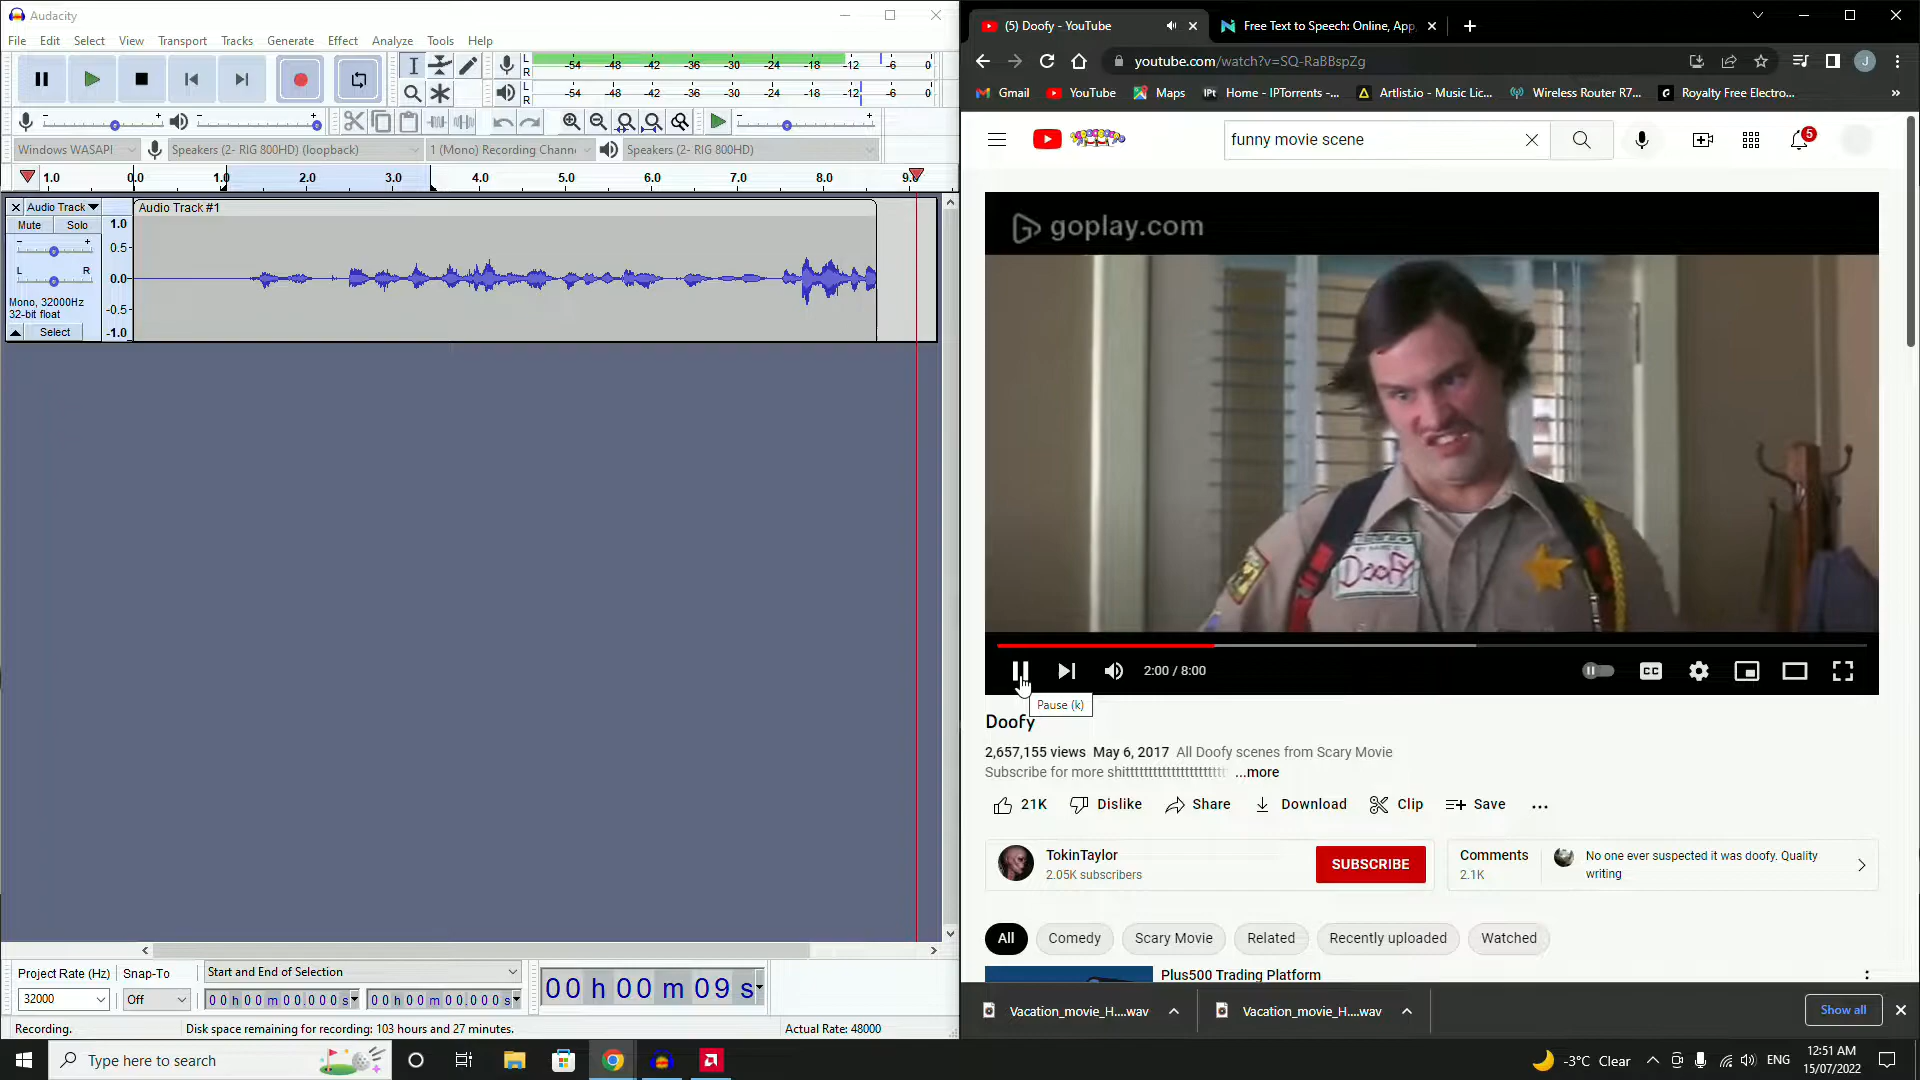 Audacity
File Edit Select View Transport Tracks Generate Effect Analyze Tools Help
L
R
-54 -48 -42 -36 -30 -24 -18 -12 -6 0
L
R
-54 -48 -42 -36 -30 -24 -18 -12 -6 0
Windows WASAPI Speakers (2- RIG 800HD) (loopback) 1 (Mono) Recording Chann Speakers (2- RIG 800HD)
1.0 0.0 1.0 2.0 3.0 4.0 5.0 6.0 7.0 8.0 9.0
Audio Track
Audio Track #1
Mute Solo
L R
Mono, 32000Hz
32-bit float
Select
1.0
0.5
0.0
-0.5
-1.0
Project Rate (Hz) Snap-To Start and End of Selection
32000 Off 00h00m00.000s 00h00m00.000s
00 h 00 m 09 s
Recording. Disk space remaining for recording: 103 hours and 27 minutes. Actual Rate: 48000
(5) Doofy - YouTube
Free Text to Speech: Online, App,
youtube.com/watch?v=SQ-RaBBspZg
J
Gmail YouTube Maps IPt Home - IPTorrents -... Artlist.io - Music Lic... Wireless Router R7... Royalty Free Electro...
funny movie scene
5
goplay.com
Doofy
2:00 / 8:00
CC
Pause (k)
Doofy
2,657,155 views May 6, 2017 All Doofy scenes from Scary Movie
Subscribe for more shittttttttttttttttttttttt ...more
21K Dislike Share Download Clip Save
TokinTaylor
2.05K subscribers
SUBSCRIBE
Comments
2.1K
No one ever suspected it was doofy. Quality
writing
All Comedy Scary Movie Related Recently uploaded Watched
Plus500 Trading Platform
Vacation_movie_H....wav Vacation_movie_H....wav Show all
Type here to search
-3°C Clear
ENG
12:51 AM
15/07/2022